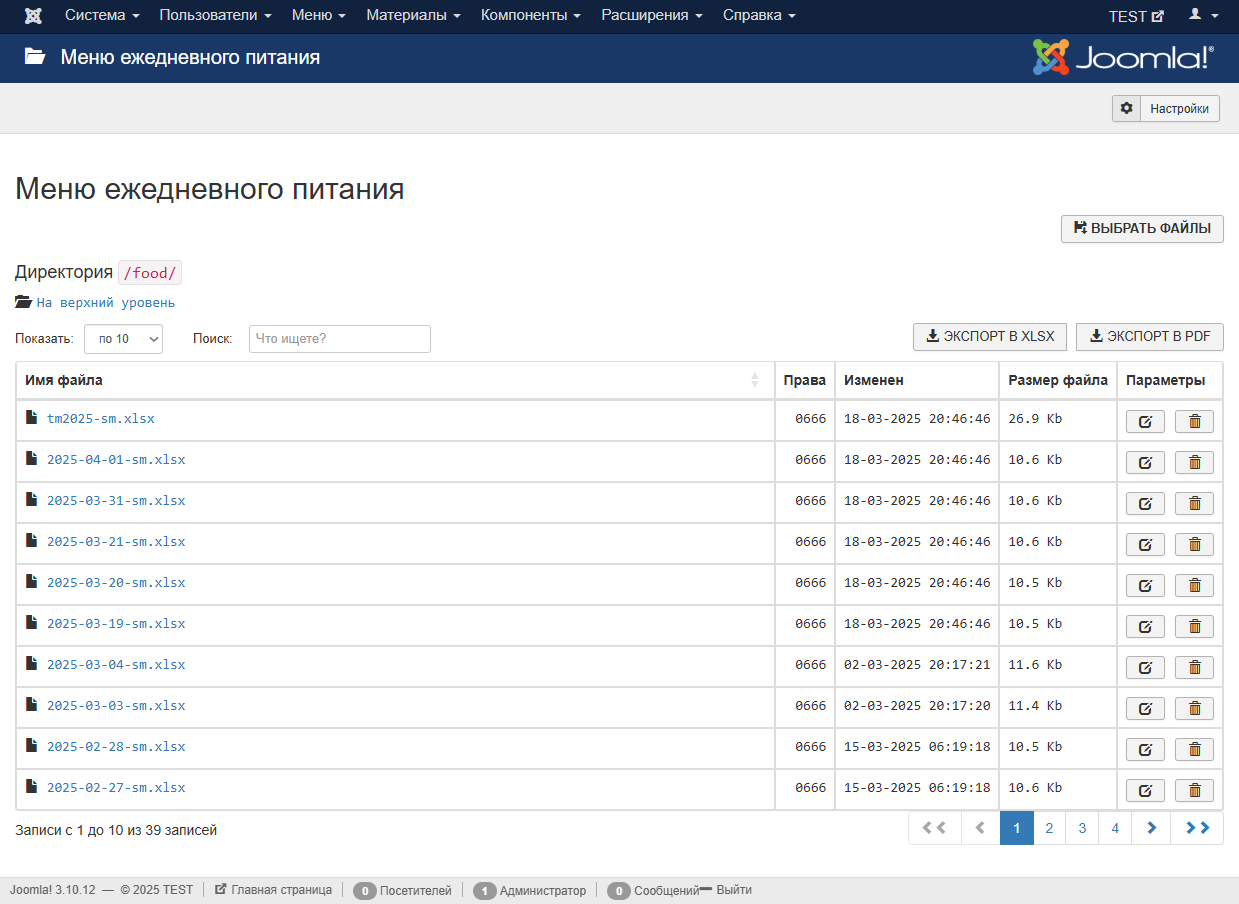 Система Пользователи Меню Материалы Компоненты Расширения Справка TEST
Меню ежедневного питания Joomla!®
Настройки
Меню ежедневного питания
ВЫБРАТЬ ФАЙЛЫ
Директория /food/
На верхний уровень
Показать: по 10 Поиск: Что ищете? ЭКСПОРТ В XLSX ЭКСПОРТ В PDF
Имя файла Права Изменен Размер файла Параметры
tm2025-sm.xlsx 0666 18-03-2025 20:46:46 26.9 Kb
2025-04-01-sm.xlsx 0666 18-03-2025 20:46:46 10.6 Kb
2025-03-31-sm.xlsx 0666 18-03-2025 20:46:46 10.6 Kb
2025-03-21-sm.xlsx 0666 18-03-2025 20:46:46 10.6 Kb
2025-03-20-sm.xlsx 0666 18-03-2025 20:46:46 10.5 Kb
2025-03-19-sm.xlsx 0666 18-03-2025 20:46:46 10.5 Kb
2025-03-04-sm.xlsx 0666 02-03-2025 20:17:21 11.6 Kb
2025-03-03-sm.xlsx 0666 02-03-2025 20:17:20 11.4 Kb
2025-02-28-sm.xlsx 0666 15-03-2025 06:19:18 10.5 Kb
2025-02-27-sm.xlsx 0666 15-03-2025 06:19:18 10.6 Kb
Записи с 1 до 10 из 39 записей 1 2 3 4
Joomla! 3.10.12 — © 2025 TEST Главная страница 0 Посетителей 1 Администратор 0 Сообщений Выйти